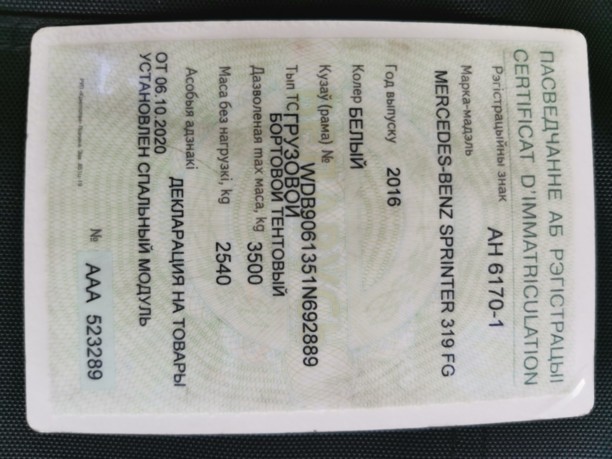 ПАСВЕДЧАННЕ АБ РЭГІСТРАЦЫІ
CERTIFICAT D'IMMATRICULATION
Рэгістрацыйны знак AH 6170-1
Марка-мадэль
MERCEDES-BENZ SPRINTER 319 FG
Год выпуску 2016
Колер БЕЛЫЙ
Кузаў (рама) № WDB9061351N692889
Тып ТС ГРУЗОВОЙ
БОРТОВОЙ ТЕНТОВЫЙ
Дазволеная max маса, kg 3500
Маса без нагрузкі, kg 2540
Асобыя адзнакі ДЕКЛАРАЦИЯ НА ТОВАРЫ
ОТ 06.10.2020
УСТАНОВЛЕН СПАЛЬНЫЙ МОДУЛЬ
№ AAA 523289